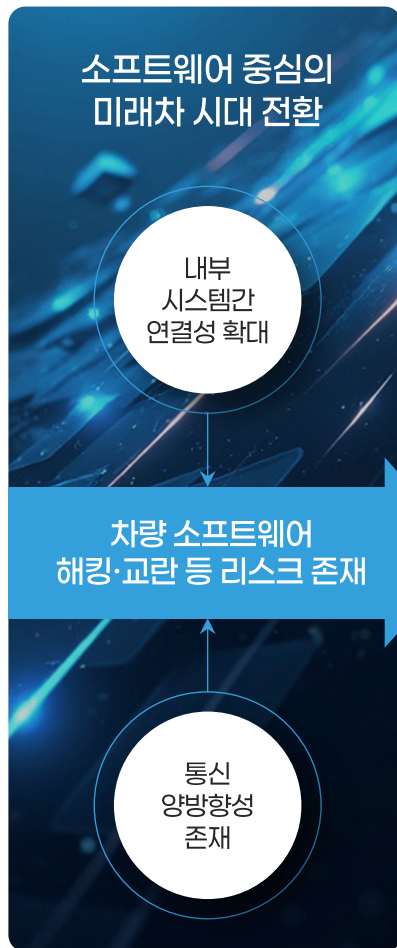 소프트웨어 중심의
미래차 시대 전환
내부
시스템간
연결성 확대
차량 소프트웨어
해킹·교란 등 리스크 존재
통신
양방향성
존재